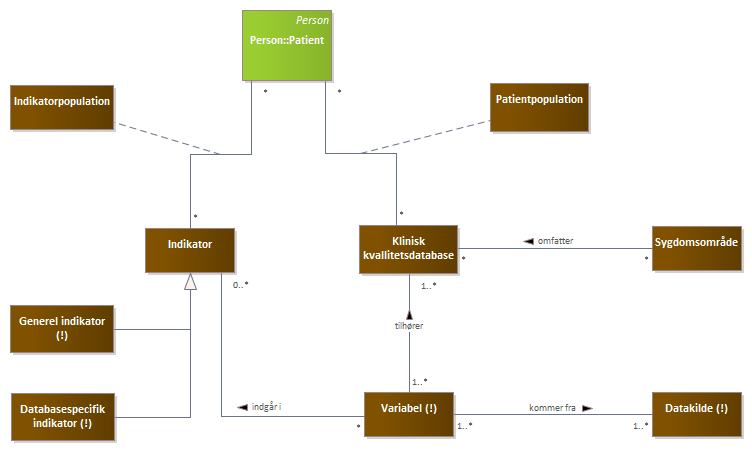 Person
Person::Patient
*
*
Indikatorpopulation
Patientpopulation
*
*
Indikator
Klinisk
kvallitetsdatabase
omfatter
Sygdomsområde
*
*
0..*
1..*
Generel indikator
(!)
tilhører
1..*
Databasespecifik
indikator (!)
indgår i
Variabel (!)
kommer fra
Datakilde (!)
*
1..*
1..*